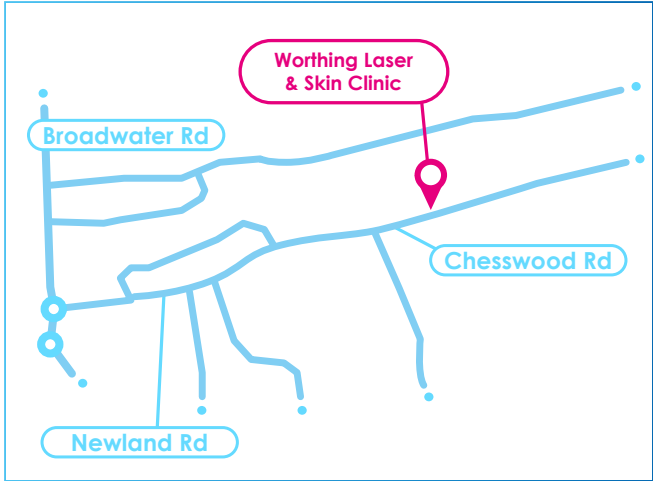 Worthing Laser
& Skin Clinic
Broadwater Rd
Chesswood Rd
Newland Rd